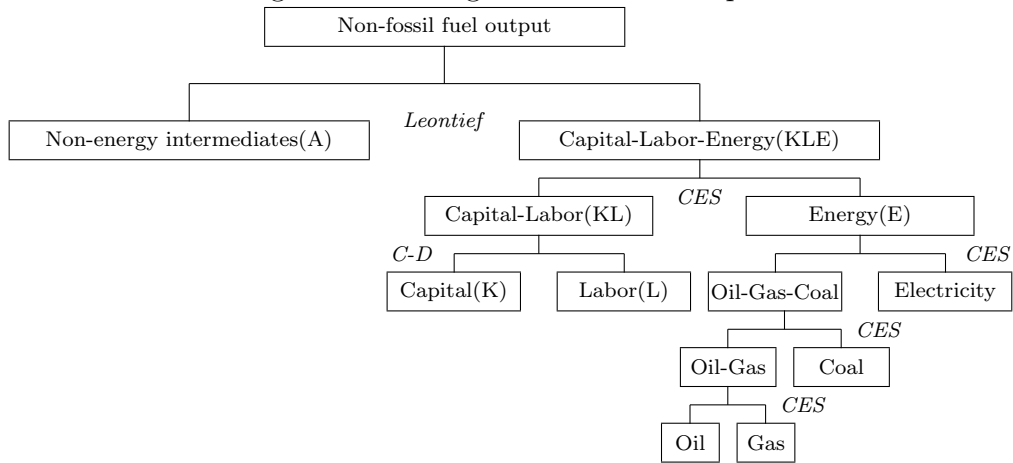 Non-fossil fuel output
Leontief
Non-energy intermediates(A)
Capital-Labor-Energy(KLE)
CES
Capital-Labor(KL)
Energy(E)
C-D
CES
Capital(K)
Labor(L)
Oil-Gas-Coal
Electricity
CES
Oil-Gas
Coal
CES
Oil
Gas